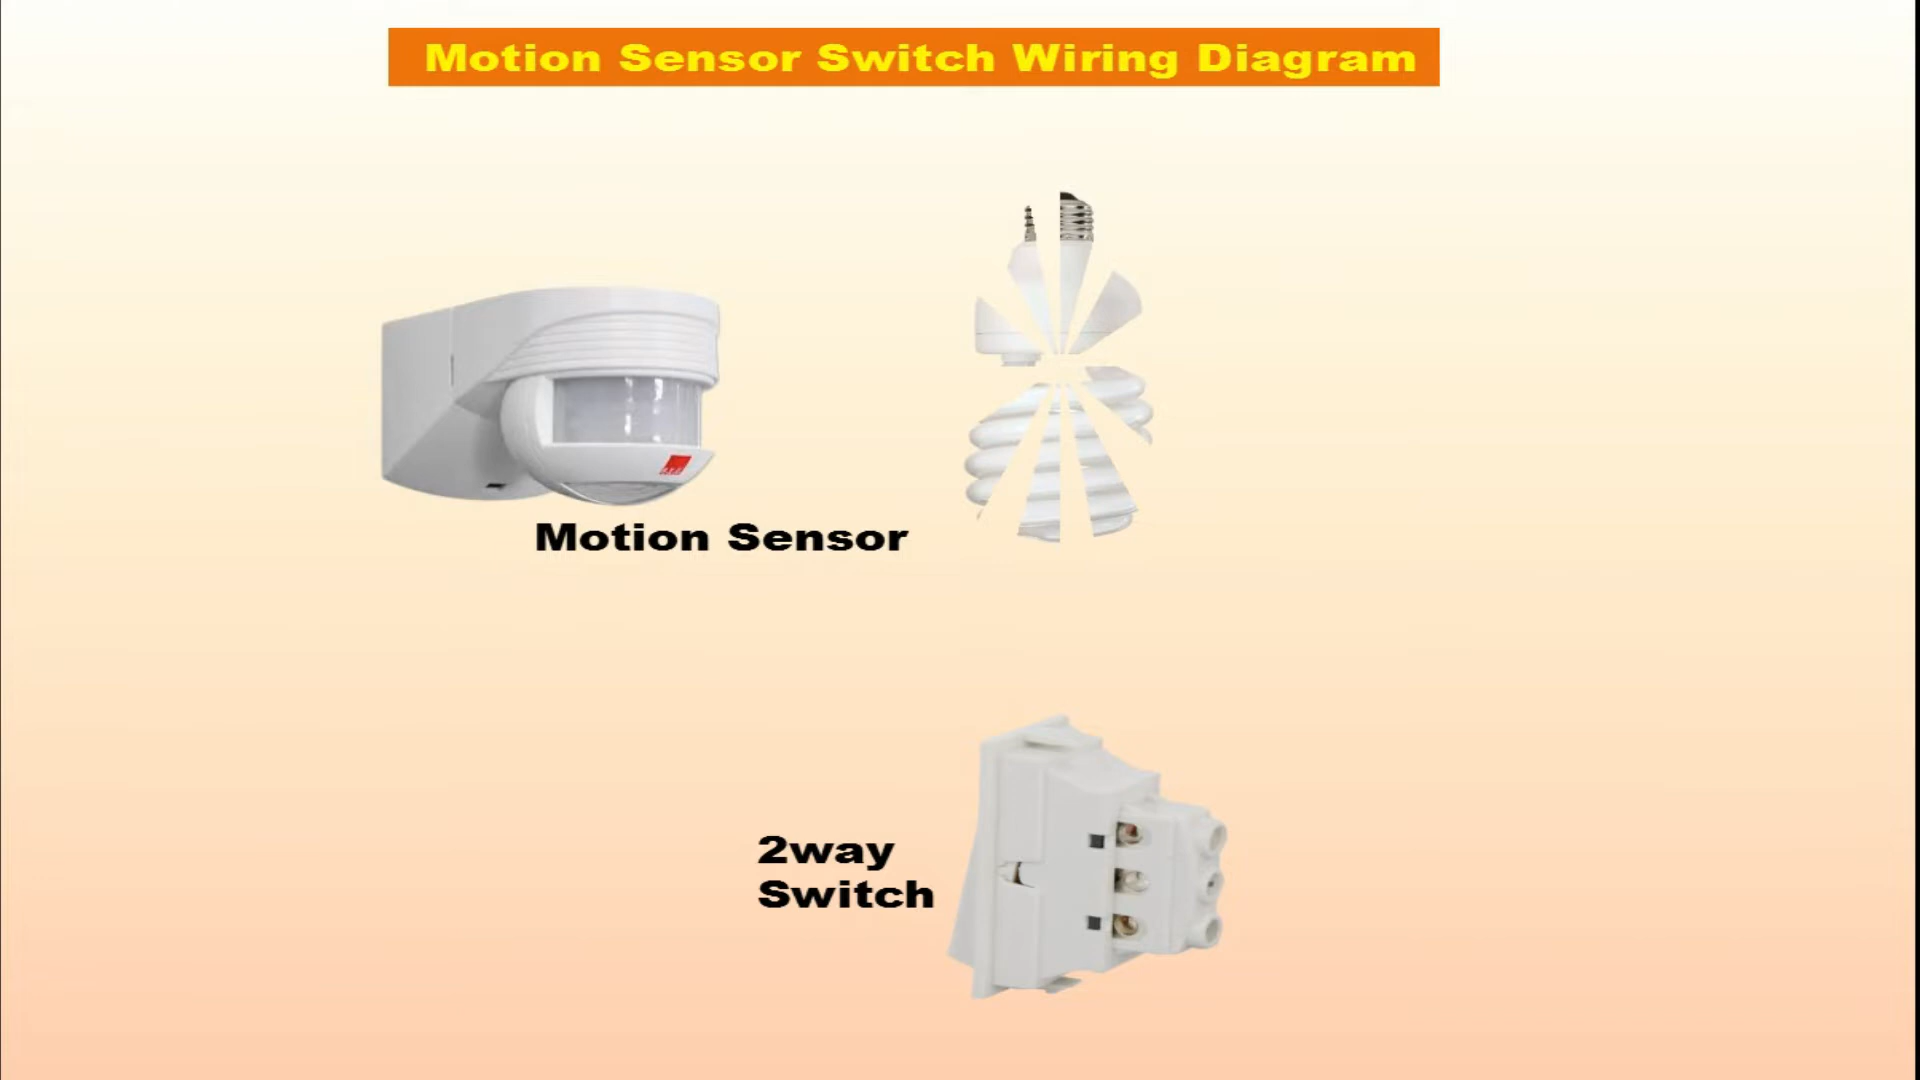 Motion Sensor Switch Wiring Diagram
Motion Sensor
2way
Switch